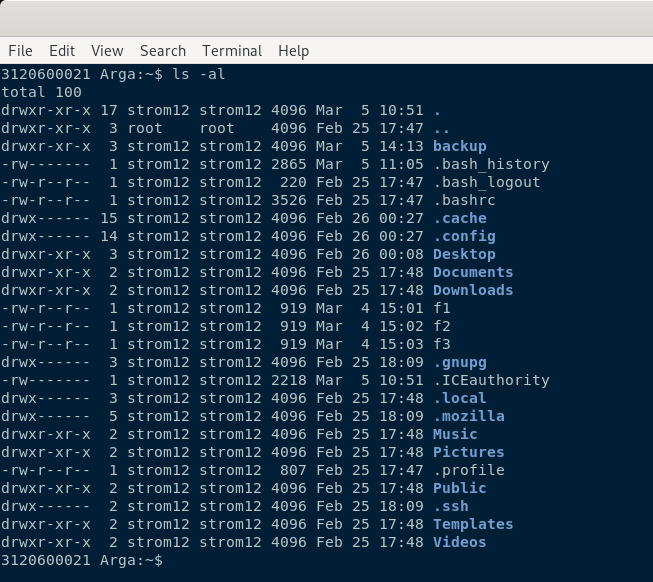 File Edit View Search Terminal Help
3120600021 Arga:~$ ls -al
total 100
drwxr-xr-x 17 strom12 strom12 4096 Mar  5 10:51 .
drwxr-xr-x  3 root    root    4096 Feb 25 17:47 ..
drwxr-xr-x  3 strom12 strom12 4096 Mar  5 14:13 backup
-rw-------  1 strom12 strom12 2865 Mar  5 11:05 .bash_history
-rw-r--r--  1 strom12 strom12  220 Feb 25 17:47 .bash_logout
-rw-r--r--  1 strom12 strom12 3526 Feb 25 17:47 .bashrc
drwx------ 15 strom12 strom12 4096 Feb 26 00:27 .cache
drwx------ 14 strom12 strom12 4096 Feb 26 00:27 .config
drwxr-xr-x  3 strom12 strom12 4096 Feb 26 00:08 Desktop
drwxr-xr-x  2 strom12 strom12 4096 Feb 25 17:48 Documents
drwxr-xr-x  2 strom12 strom12 4096 Feb 25 17:48 Downloads
-rw-r--r--  1 strom12 strom12  919 Mar  4 15:01 f1
-rw-r--r--  1 strom12 strom12  919 Mar  4 15:02 f2
-rw-r--r--  1 strom12 strom12  919 Mar  4 15:03 f3
drwx------  3 strom12 strom12 4096 Feb 25 18:09 .gnupg
-rw-------  1 strom12 strom12 2218 Mar  5 10:51 .ICEauthority
drwx------  3 strom12 strom12 4096 Feb 25 17:48 .local
drwx------  5 strom12 strom12 4096 Feb 25 18:09 .mozilla
drwxr-xr-x  2 strom12 strom12 4096 Feb 25 17:48 Music
drwxr-xr-x  2 strom12 strom12 4096 Feb 25 17:48 Pictures
-rw-r--r--  1 strom12 strom12  807 Feb 25 17:47 .profile
drwxr-xr-x  2 strom12 strom12 4096 Feb 25 17:48 Public
drwx------  2 strom12 strom12 4096 Feb 25 18:09 .ssh
drwxr-xr-x  2 strom12 strom12 4096 Feb 25 17:48 Templates
drwxr-xr-x  2 strom12 strom12 4096 Feb 25 17:48 Videos
3120600021 Arga:~$